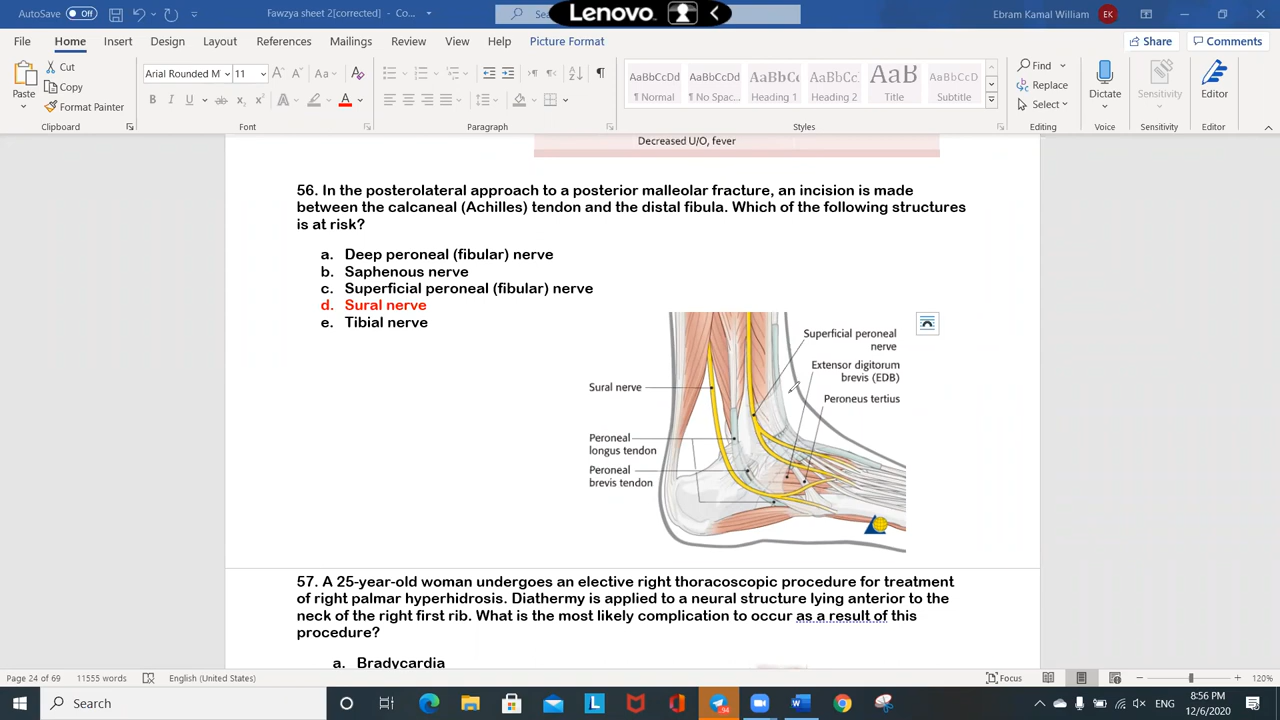 AutoSave Off
Fawzya s
Lenovo
Search
Ebram Kamal William EK
File Home Insert Design Layout References Mailings Review View Help Picture Format
Share Comments
Paste
Cut
Copy
Format Painter
Arial Rounded M 11
AaBbCcDd AaBbCcDd AaBbCc AaBbCc AaB AaBbCcD
¶ Normal ¶ No Spac... Heading 1 Heading 2 Title Subtitle
Find
Replace
Select
Dictate
Sensitivity
Editor
Clipboard Font Paragraph Styles Editing Voice Sensitivity Editor
Decreased U/O, fever
56. In the posterolateral approach to a posterior malleolar fracture, an incision is made
between the calcaneal (Achilles) tendon and the distal fibula. Which of the following structures
is at risk?
a. Deep peroneal (fibular) nerve
b. Saphenous nerve
c. Superficial peroneal (fibular) nerve
d. Sural nerve
e. Tibial nerve
Superficial peroneal
nerve
Extensor digitorum
brevis (EDB)
Peroneus tertius
Sural nerve
Peroneal
longus tendon
Peroneal
brevis tendon
57. A 25-year-old woman undergoes an elective right thoracoscopic procedure for treatment
of right palmar hyperhidrosis. Diathermy is applied to a neural structure lying anterior to the
neck of the right first rib. What is the most likely complication to occur as a result of this
procedure?
a. Bradycardia
Page 24 of 69 11555 words English (United States) Focus 120%
Search
94
8:56 PM
12/6/2020